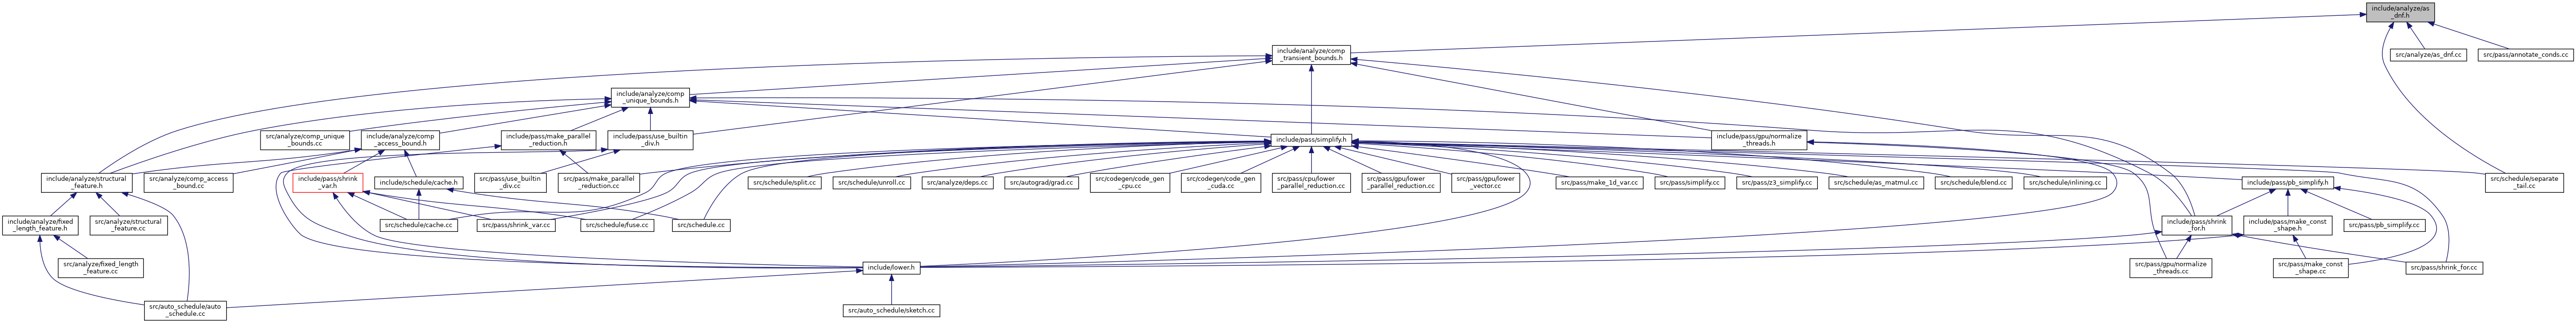 include/analyze/as
_dnf.h
include/analyze/comp
_transient_bounds.h
src/analyze/as_dnf.cc
src/pass/annotate_conds.cc
include/analyze/comp
_unique_bounds.h
src/analyze/comp_unique
_bounds.cc
include/analyze/comp
_access_bound.h
include/pass/make_parallel
_reduction.h
include/pass/use_builtin
_div.h
include/pass/simplify.h
include/pass/gpu/normalize
_threads.h
include/analyze/structural
_feature.h
src/analyze/comp_access
_bound.cc
include/pass/shrink
_var.h
include/schedule/cache.h
src/pass/use_builtin
_div.cc
src/pass/make_parallel
_reduction.cc
src/schedule/split.cc
src/schedule/unroll.cc
src/analyze/deps.cc
src/autograd/grad.cc
src/codegen/code_gen
_cpu.cc
src/codegen/code_gen
_cuda.cc
src/pass/cpu/lower
_parallel_reduction.cc
src/pass/gpu/lower
_parallel_reduction.cc
src/pass/gpu/lower
_vector.cc
src/pass/make_1d_var.cc
src/pass/simplify.cc
src/pass/z3_simplify.cc
src/schedule/as_matmul.cc
src/schedule/blend.cc
src/schedule/inlining.cc
include/pass/pb_simplify.h
src/schedule/separate
_tail.cc
include/analyze/fixed
_length_feature.h
src/analyze/structural
_feature.cc
src/schedule/cache.cc
src/pass/shrink_var.cc
src/schedule/fuse.cc
src/schedule.cc
include/pass/shrink
_for.h
include/pass/make_const
_shape.h
src/pass/pb_simplify.cc
src/analyze/fixed_length
_feature.cc
include/lower.h
src/pass/gpu/normalize
_threads.cc
src/pass/make_const
_shape.cc
src/pass/shrink_for.cc
src/auto_schedule/auto
_schedule.cc
src/auto_schedule/sketch.cc